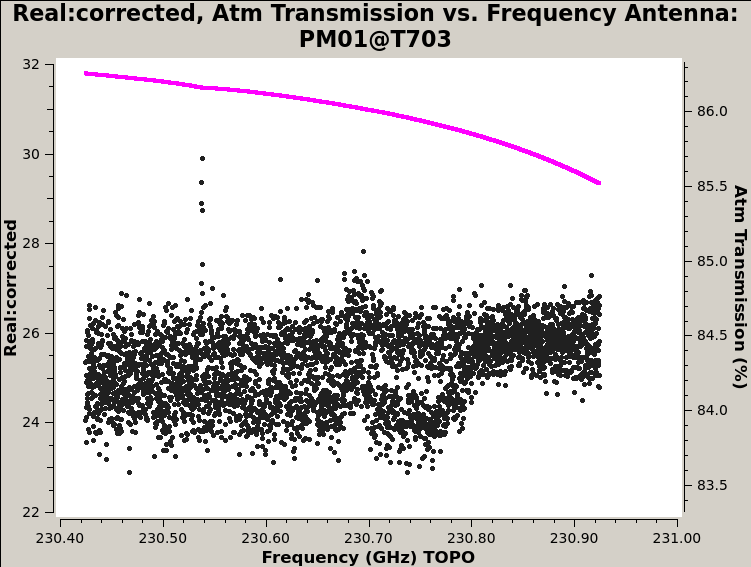 Real:corrected, Atm Transmission vs. Frequency Antenna:
PM01@T703
32
30
28
26
24
22
86.0
85.5
85.0
84.5
84.0
83.5
Real:corrected
Atm Transmission (%)
230.40 230.50 230.60 230.70 230.80 230.90 231.00
Frequency (GHz) TOPO